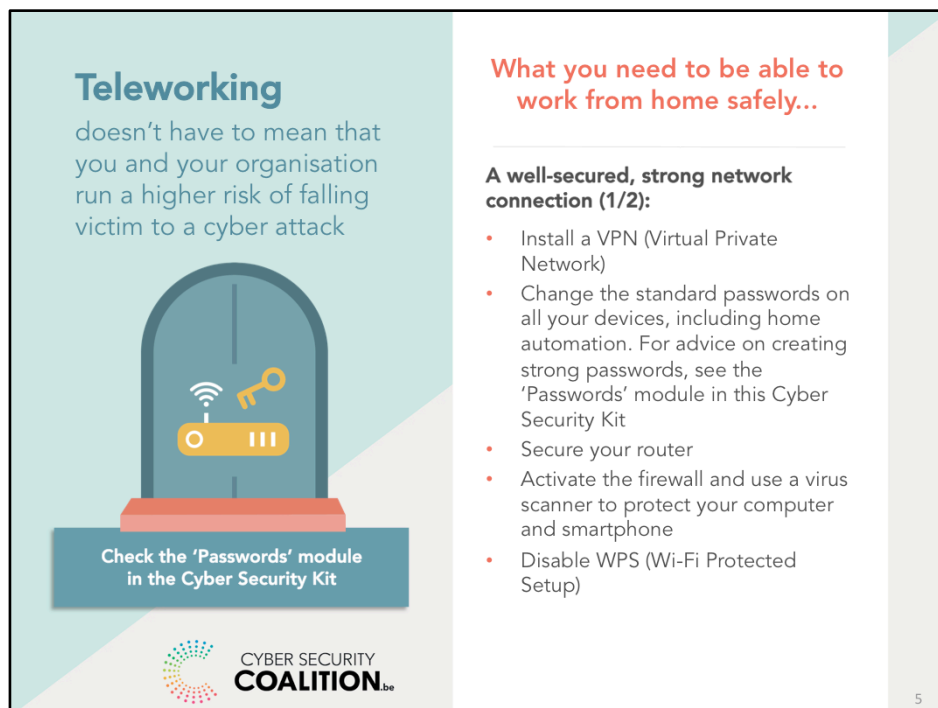 Teleworking
doesn't have to mean that
you and your organisation
run a higher risk of falling
victim to a cyber attack
Check the 'Passwords' module
in the Cyber Security Kit
CYBER SECURITY
COALITION.be
What you need to be able to
work from home safely...
A well-secured, strong network
connection (1/2):
• Install a VPN (Virtual Private
Network)
• Change the standard passwords on
all your devices, including home
automation. For advice on creating
strong passwords, see the
'Passwords' module in this Cyber
Security Kit
• Secure your router
• Activate the firewall and use a virus
scanner to protect your computer
and smartphone
• Disable WPS (Wi-Fi Protected
Setup)
5